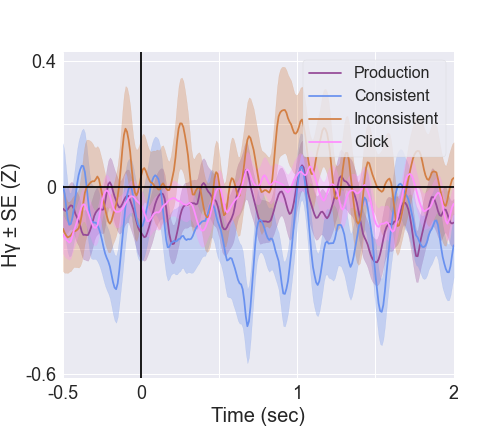 0.4
Production
Consistent
Inconsistent
Click
0
Hγ ± SE (Z)
-0.6
-0.5
0
1
2
Time (sec)